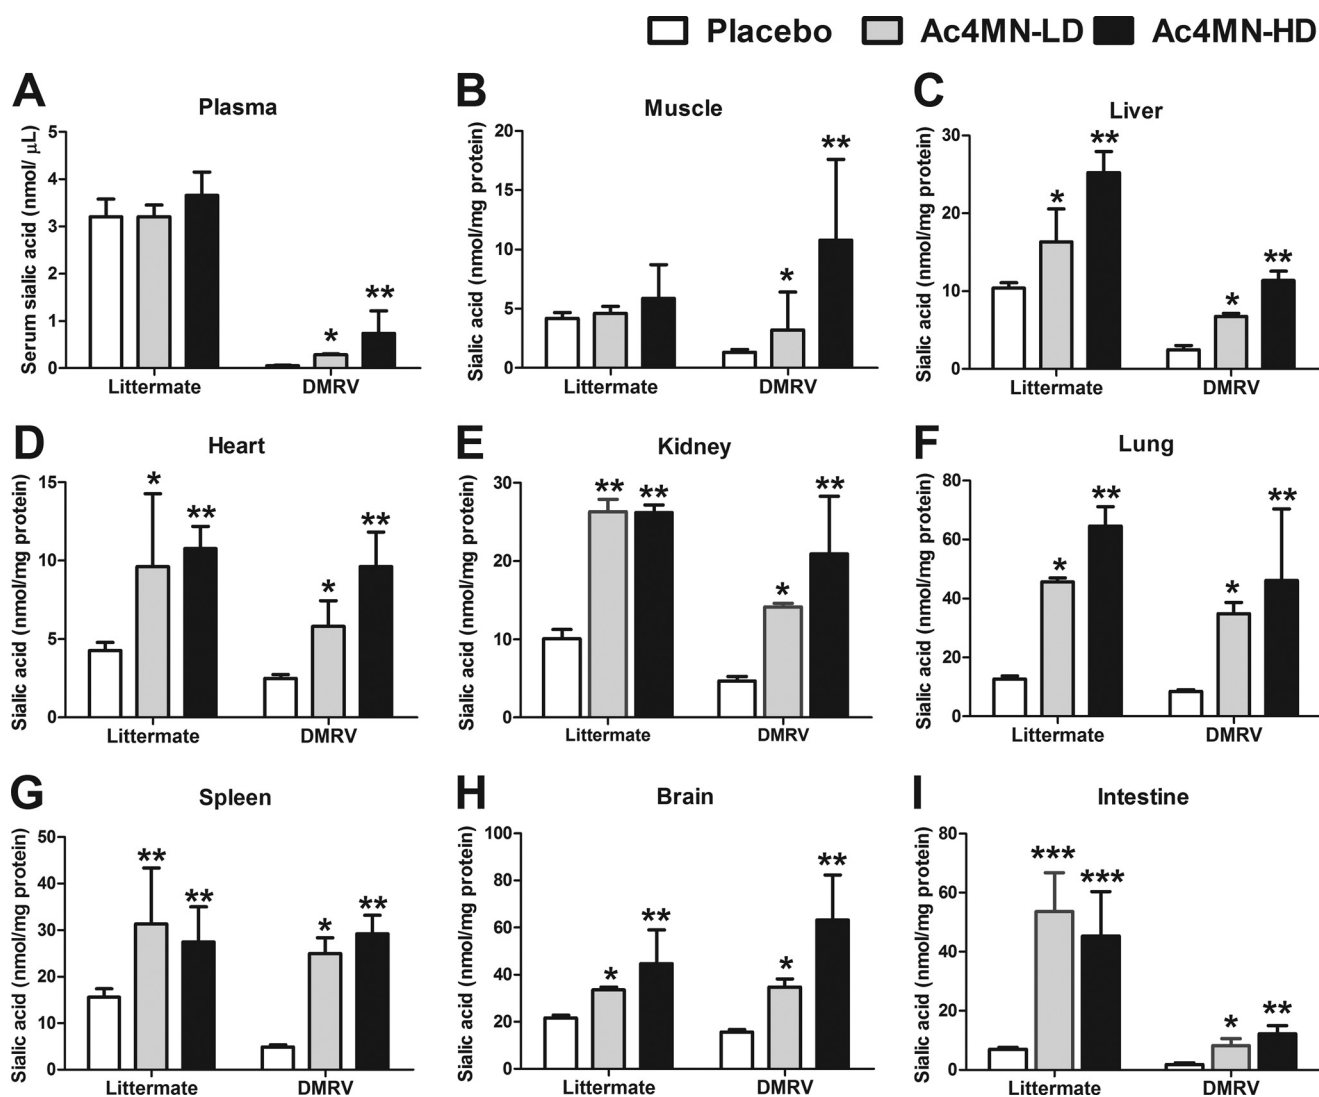 Placebo Ac4MN-LD Ac4MN-HD
A
Plasma
Serum sialic acid (nmol/ μL)
5
4
3
2
1
0
*
**
Littermate DMRV
B
Muscle
Sialic acid (nmol/mg protein)
20
15
10
5
0
*
**
Littermate DMRV
C
Liver
Sialic acid (nmol/mg protein)
30
20
10
0
*
**
*
**
Littermate DMRV
D
Heart
Sialic acid (nmol/mg protein)
15
10
5
0
*
**
*
**
Littermate DMRV
E
Kidney
Sialic acid (nmol/mg protein)
30
20
10
0
**
**
*
**
Littermate DMRV
F
Lung
Sialic acid (nmol/mg protein)
80
60
40
20
0
*
**
*
**
Littermate DMRV
G
Spleen
Sialic acid (nmol/mg protein)
50
40
30
20
10
0
**
**
*
**
Littermate DMRV
H
Brain
Sialic acid (nmol/mg protein)
100
80
60
40
20
0
*
**
*
**
Littermate DMRV
I
Intestine
Sialic acid (nmol/mg protein)
80
60
40
20
0
***
***
*
**
Littermate DMRV